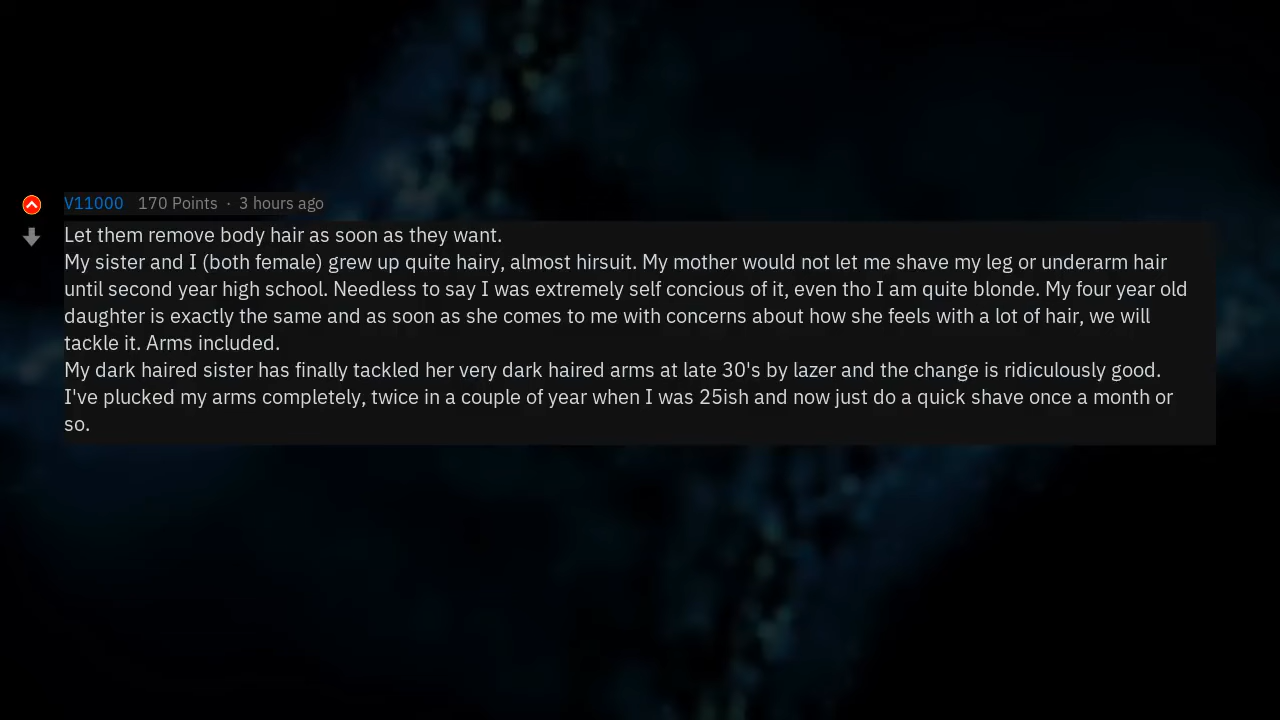 V11000 170 Points · 3 hours ago
Let them remove body hair as soon as they want.
My sister and I (both female) grew up quite hairy, almost hirsuit. My mother would not let me shave my leg or underarm hair
until second year high school. Needless to say I was extremely self concious of it, even tho I am quite blonde. My four year old
daughter is exactly the same and as soon as she comes to me with concerns about how she feels with a lot of hair, we will
tackle it. Arms included.
My dark haired sister has finally tackled her very dark haired arms at late 30's by lazer and the change is ridiculously good.
I've plucked my arms completely, twice in a couple of year when I was 25ish and now just do a quick shave once a month or
so.